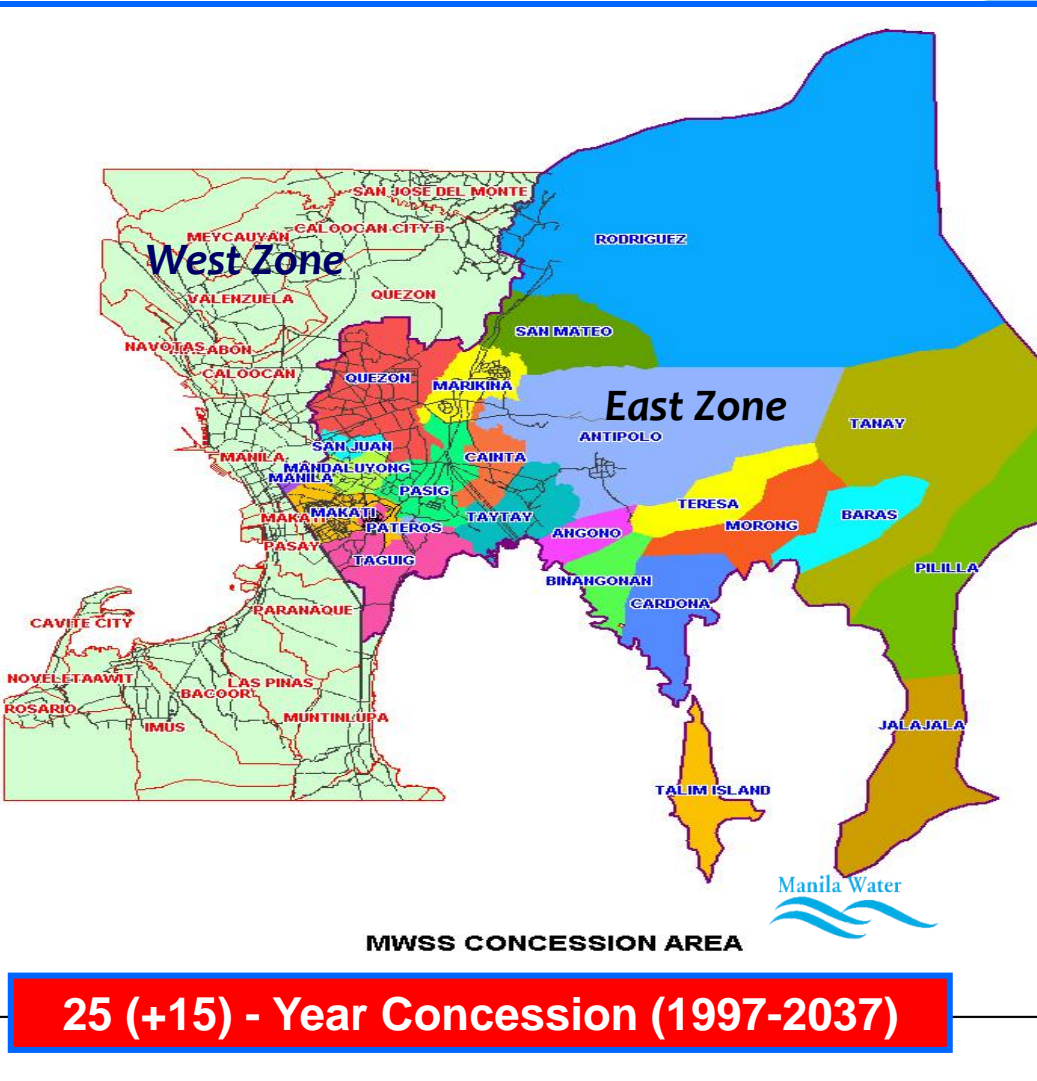 SAN JOSE DEL MONTE
CALOOCAN CITY B
MEYCAUYAN
West Zone
RODRIGUEZ
VALENZUELA
QUEZON
SAN MATEO
NAVOTAS
CALOOCAN
QUEZON
MARIKINA
East Zone
TANAY
ANTIPOLO
SAN JUAN
MANILA
CAINTA
MANDALUYONG
MANILA
PASIG
TERESA
MAKATI
MAKATI
TAYTAY
BARAS
PATEROS
MORONG
ANGONO
PASAY
TAGUIG
PILILLA
BINANGONAN
CARDONA
PARANAQUE
CAVITE CITY
NOVELETA
LAS PINAS
BACOOR
ROSARIO
MUNTINLUPA
IMUS
JALAJALA
TALIM ISLAND
Manila Water
MWSS CONCESSION AREA
25 (+15) - Year Concession (1997-2037)